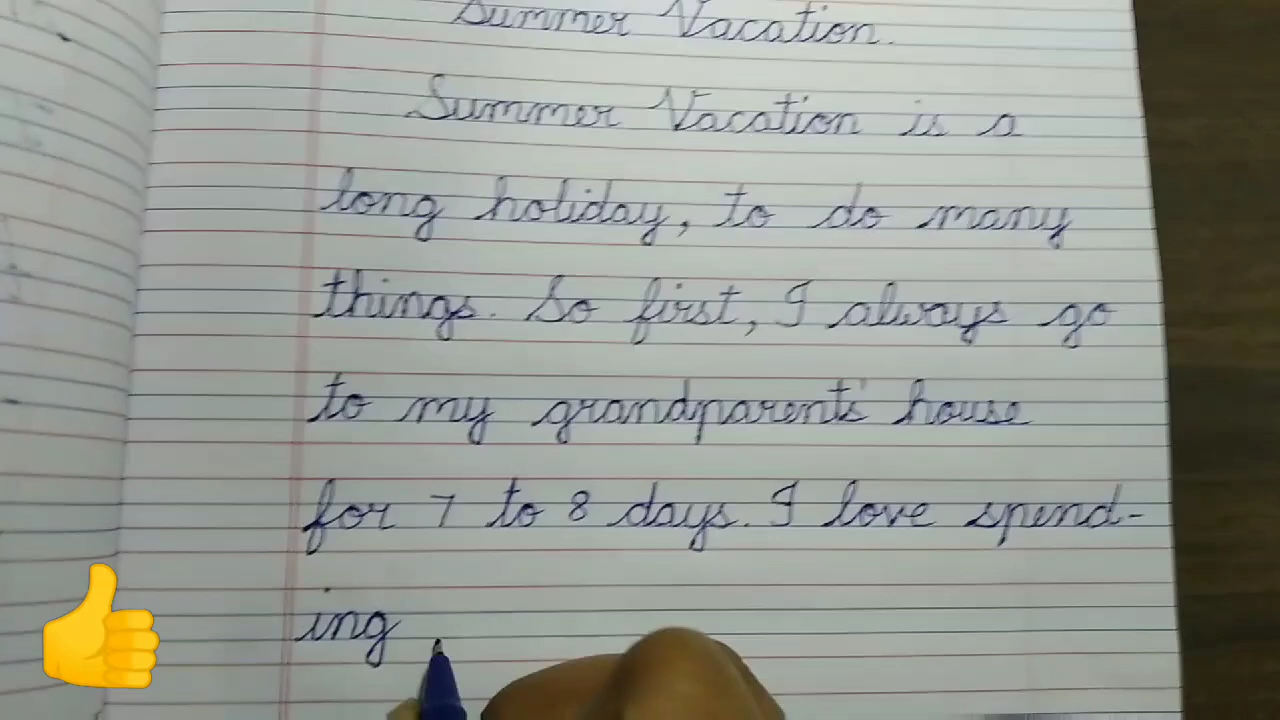 Summer Vacation.
Summer Vacation is a
long holiday, to do many
things. So first, I always go
to my grandparents' house
for 7 to 8 days. I love spend-
ing